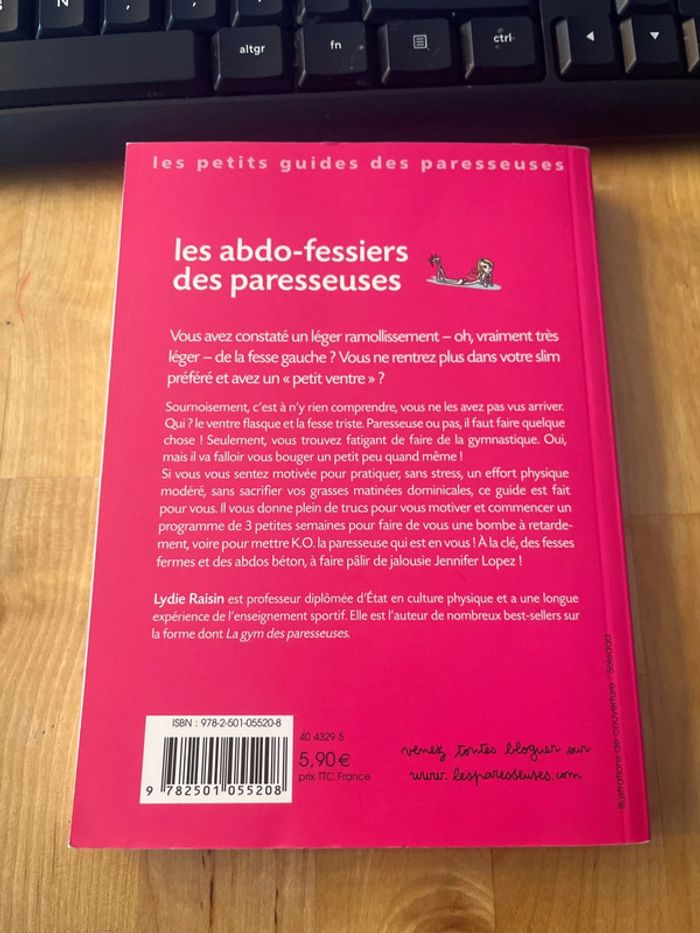 altgr
fn
ctrl
les petits guides des paresseuses
les abdo-fessiers
des paresseuses
Vous avez constaté un léger ramollissement – oh, vraiment très
léger – de la fesse gauche ? Vous ne rentrez plus dans votre slim
préféré et avez un « petit ventre » ?
Sournoisement, c'est à n'y rien comprendre, vous ne les avez pas vus arriver.
Qui ? le ventre flasque et la fesse triste. Paresseuse ou pas, il faut faire quelque
chose ! Seulement, vous trouvez fatigant de faire de la gymnastique. Oui,
mais il va falloir vous bouger un petit peu quand même !
Si vous vous sentez motivée pour pratiquer, sans stress, un effort physique
modéré, sans sacrifier vos grasses matinées dominicales, ce guide est fait
pour vous. Il vous donne plein de trucs pour vous motiver et commencer un
programme de 3 petites semaines pour faire de vous une bombe à retarde-
ment, voire pour mettre K.O. la paresseuse qui est en vous ! À la clé, des fesses
fermes et des abdos béton, à faire pâlir de jalousie Jennifer Lopez !
Lydie Raisin est professeur diplômée d'État en culture physique et a une longue
expérience de l'enseignement sportif. Elle est l'auteur de nombreux best-sellers sur
la forme dont La gym des paresseuses.
ISBN : 978-2-501-05520-8
9 782501 055208
40 4329 5
5,90 €
prix TTC France
venez toutes bloguer sur
www.lesparesseuses.com
Illustrations de couverture : Soledad